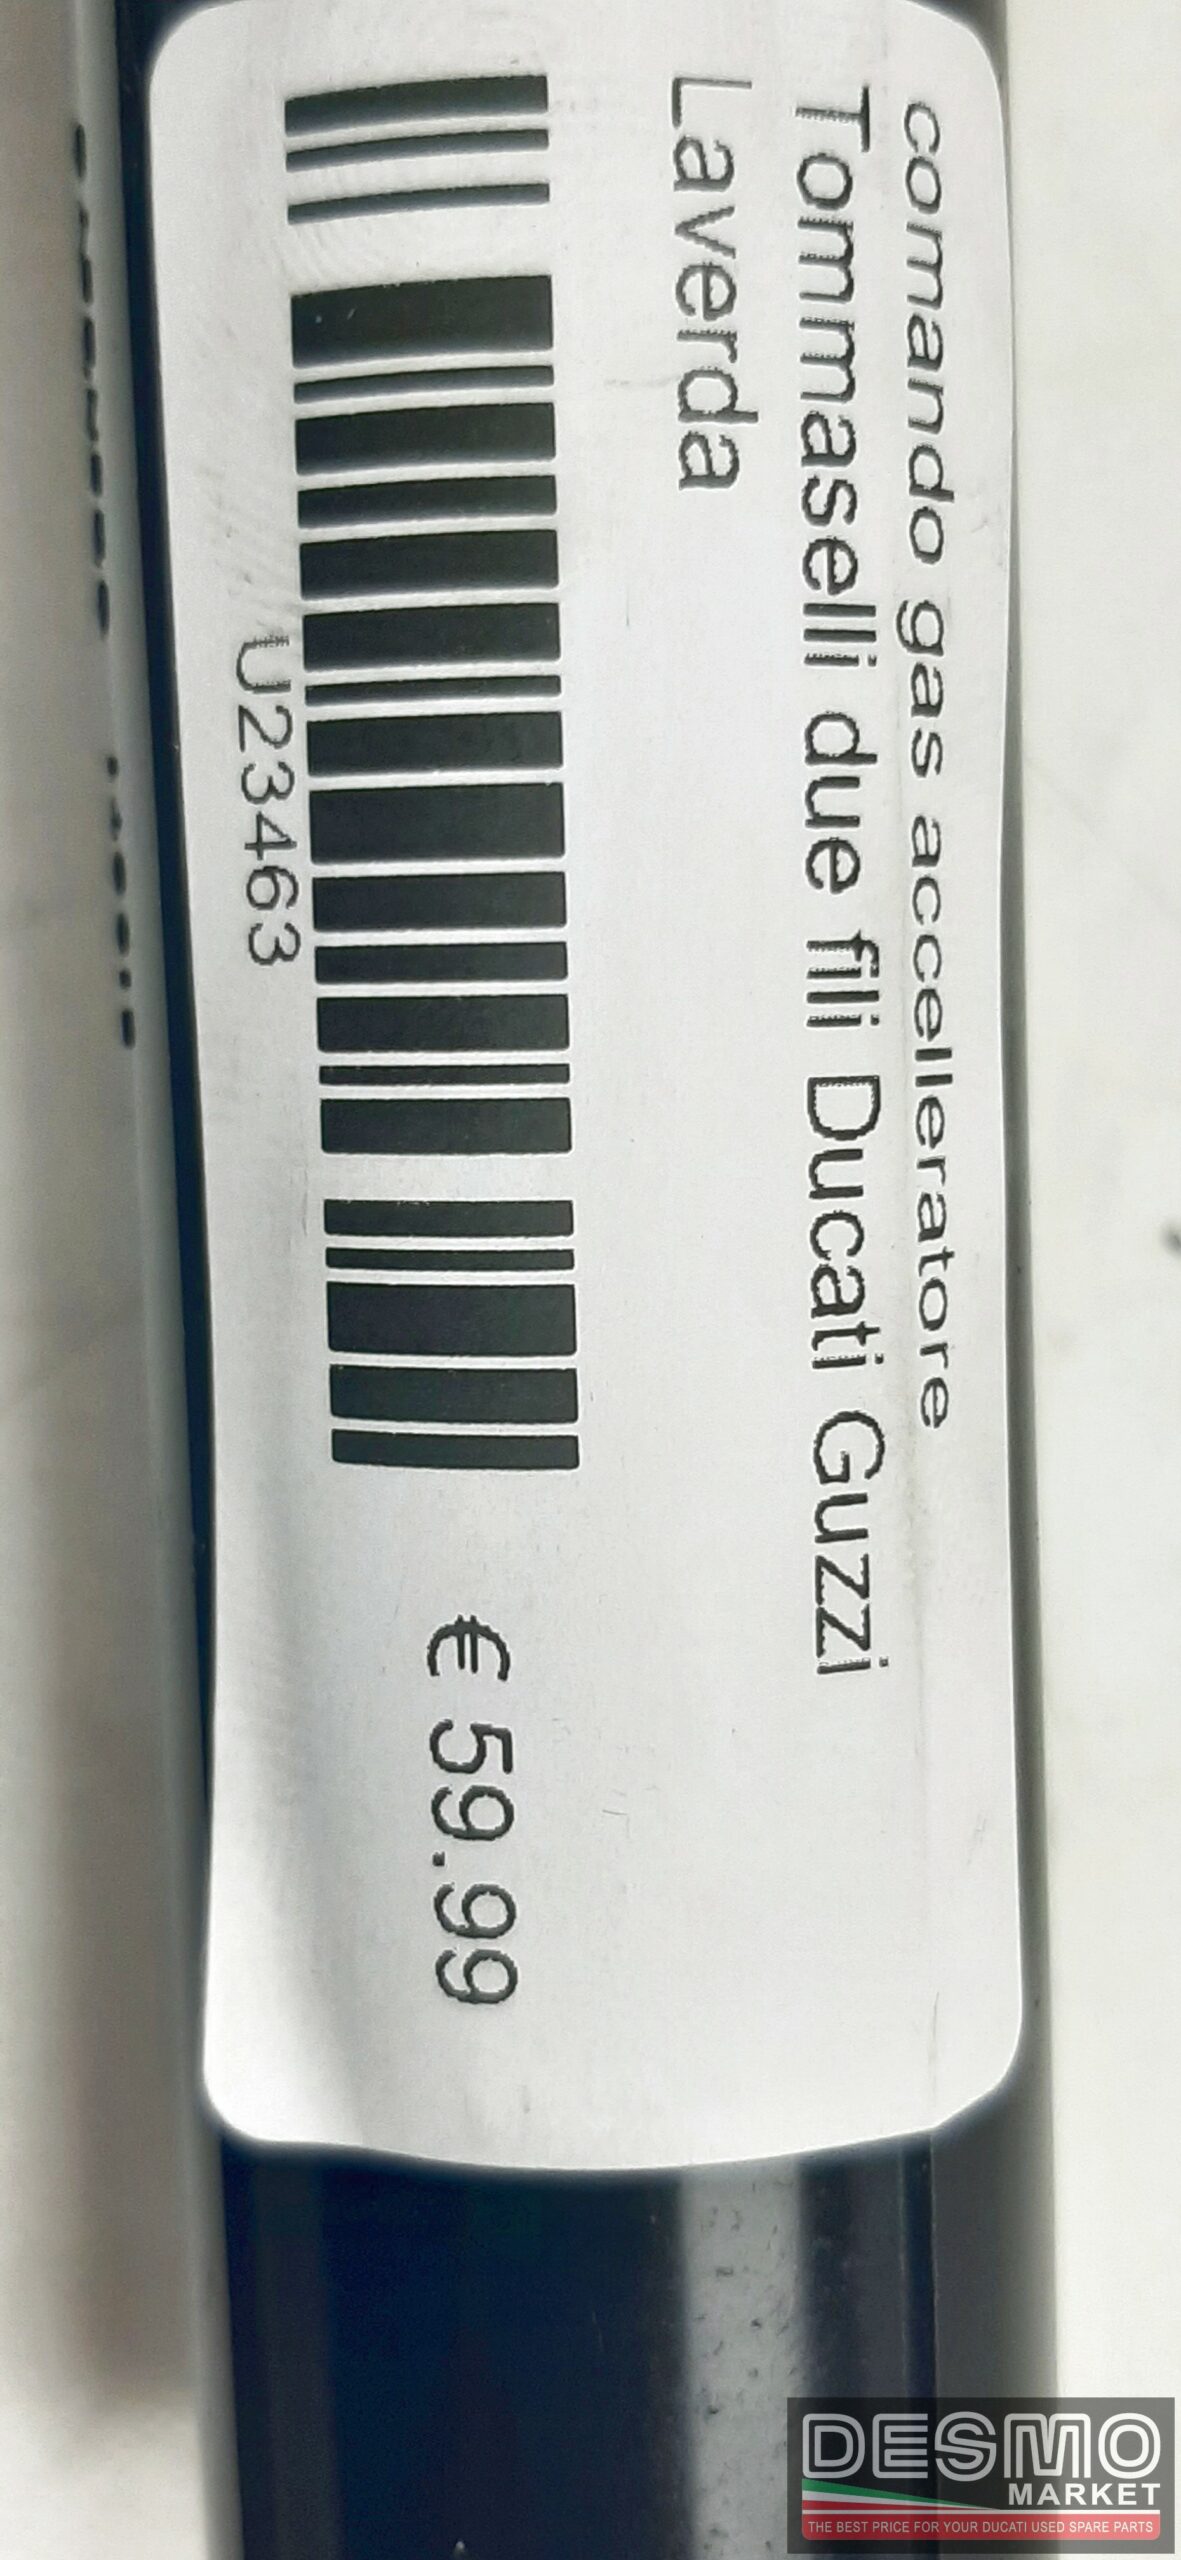 comando gas accelleratore
Tommaselli due fili Ducati Guzzi
Laverda
U23463
€ 59.99
DESMO
MARKET
THE BEST PRICE FOR YOUR DUCATI USED SPARE PARTS